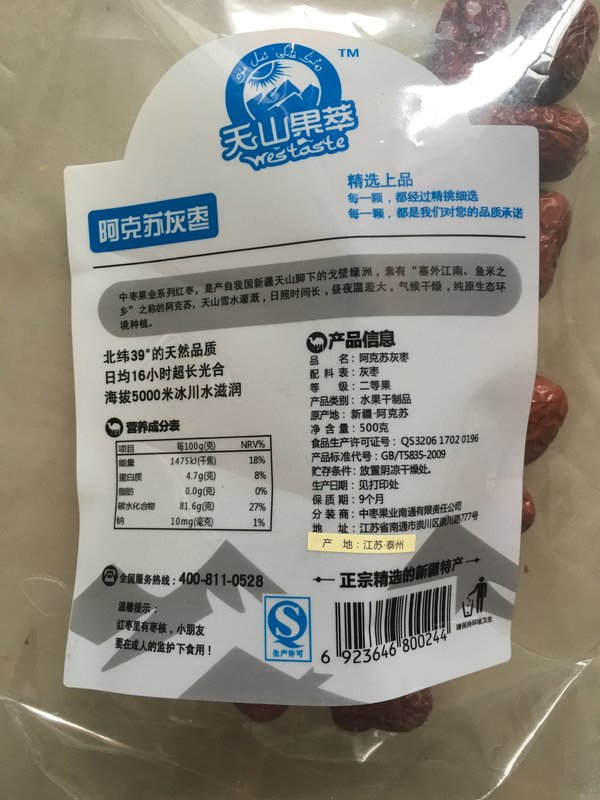 TM
天山果萃
Westaste
精选上品
每一颗，都经过精挑细选
每一颗，都是我们对您的品质承诺
阿克苏灰枣
中枣果业系列红枣，是产自我国新疆天山脚下的戈壁绿洲，素有“塞外江南、鱼米之
乡”之称的阿克苏，天山雪水灌溉，日照时间长，昼夜温差大，气候干燥，纯原生态环
境种植。
北纬39°的天然品质
日均16小时超长光合
海拔5000米冰川水滋润
营养成分表
项目 每100g(克) NRV%
能量 1475kJ(千焦) 18%
蛋白质 4.7g(克) 8%
脂肪 0.0g(克) 0%
碳水化合物 81.6g(克) 27%
钠 10mg(毫克) 1%
产品信息
品 名：阿克苏灰枣
配 料 表：灰枣
等 级：二等果
产品类别：水果干制品
原产地：新疆·阿克苏
净 含 量：500克
食品生产许可证号：QS3206 1702 0196
产品标准代号：GB/T5835-2009
贮存条件：放置阴凉干燥处。
生产日期：见打印处
保 质 期：9个月
分 装 商：中枣果业南通有限责任公司
地 址：江苏省南通市崇川区崇川路777号
产 地：江苏·泰州
全国服务热线：400-811-0528
正宗精选的新疆特产
温馨提示：
红枣里有枣核，小朋友
要在成人的监护下食用！
生产许可
6 923646 800244
请保持环境卫生